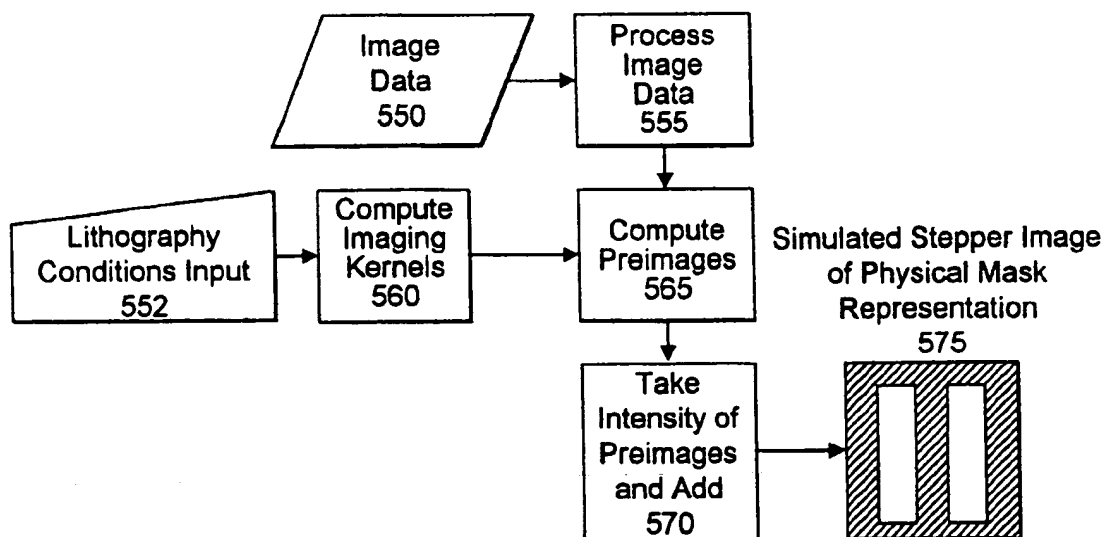 Image
Data
550
Process
Image
Data
555
Lithography
Conditions Input
552
Compute
Imaging
Kernels
560
Compute
Preimages
565
Simulated Stepper Image
of Physical Mask
Representation
575
Take
Intensity of
Preimages
and Add
570